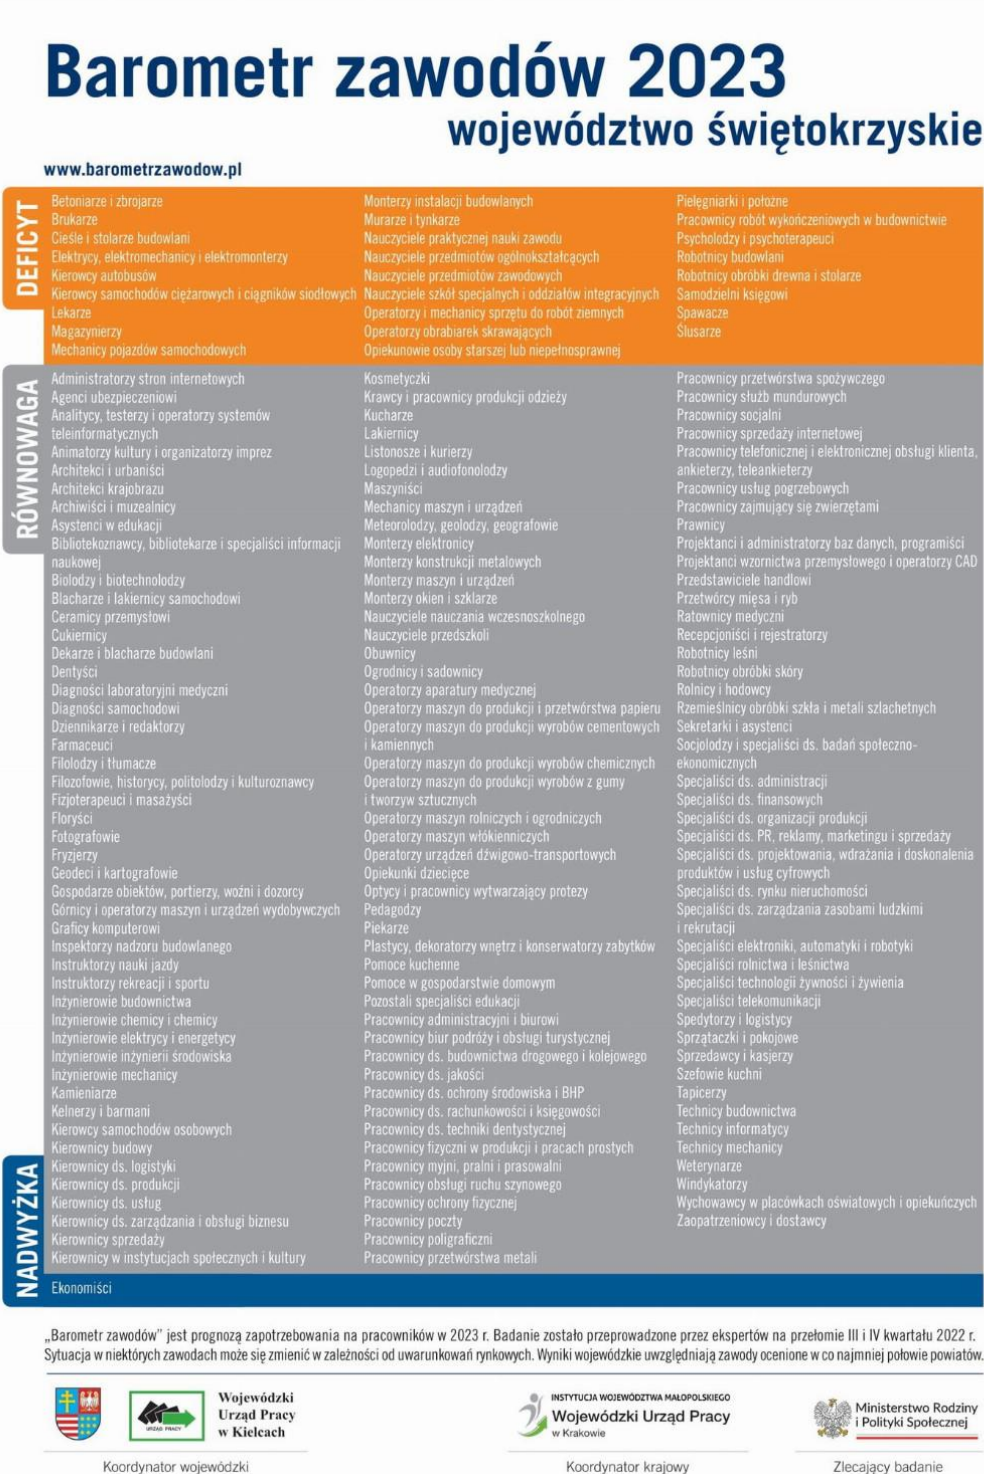 Barometr zawodów 2023
województwo świętokrzyskie
www.barometrzawodow.pl
DEFICYT
Betoniarze i zbrojarze
Brukarze
Cieśle i stolarze budowlani
Elektrycy, elektromechanicy i elektromonterzy
Kierowcy autobusów
Kierowcy samochodów ciężarowych i ciągników siodłowych
Lekarze
Magazynierzy
Mechanicy pojazdów samochodowych
Monterzy instalacji budowlanych
Murarze i tynkarze
Nauczyciele praktycznej nauki zawodu
Nauczyciele przedmiotów ogólnokształcących
Nauczyciele przedmiotów zawodowych
Nauczyciele szkół specjalnych i oddziałów integracyjnych
Operatorzy i mechanicy sprzętu do robót ziemnych
Operatorzy obrabiarek skrawających
Opiekunowie osoby starszej lub niepełnosprawnej
Pielęgniarki i położne
Pracownicy robót wykończeniowych w budownictwie
Psycholodzy i psychoterapeuci
Robotnicy budowlani
Robotnicy obróbki drewna i stolarze
Samodzielni księgowi
Spawacze
Ślusarze
RÓWNOWAGA
Administratorzy stron internetowych
Agenci ubezpieczeniowi
Analitycy, testerzy i operatorzy systemów
teleinformatycznych
Animatorzy kultury i organizatorzy imprez
Architekci i urbaniści
Architekci krajobrazu
Archiwiści i muzealnicy
Asystenci w edukacji
Bibliotekoznawcy, bibliotekarze i specjaliści informacji
naukowej
Biolodzy i biotechnolodzy
Blacharze i lakiernicy samochodowi
Ceramicy przemysłowi
Cukiernicy
Dekarze i blacharze budowlani
Dentyści
Diagności laboratoryjni medyczni
Diagności samochodowi
Dziennikarze i redaktorzy
Farmaceuci
Filolodzy i tłumacze
Filozofowie, historycy, politolodzy i kulturoznawcy
Fizjoterapeuci i masażyści
Floryści
Fotografowie
Fryzjerzy
Geodeci i kartografowie
Gospodarze obiektów, portierzy, woźni i dozorcy
Górnicy i operatorzy maszyn i urządzeń wydobywczych
Graficy komputerowi
Inspektorzy nadzoru budowlanego
Instruktorzy nauki jazdy
Instruktorzy rekreacji i sportu
Inżynierowie budownictwa
Inżynierowie chemicy i chemicy
Inżynierowie elektrycy i energetycy
Inżynierowie inżynierii środowiska
Inżynierowie mechanicy
Kamieniarze
Kelnerzy i barmani
Kierowcy samochodów osobowych
Kierownicy budowy
Kierownicy ds. logistyki
Kierownicy ds. produkcji
Kierownicy ds. usług
Kierownicy ds. zarządzania i obsługi biznesu
Kierownicy sprzedaży
Kierownicy w instytucjach społecznych i kultury
Kosmetyczki
Krawcy i pracownicy produkcji odzieży
Kucharze
Lakiernicy
Listonosze i kurierzy
Logopedzi i audiofonolodzy
Maszyniści
Mechanicy maszyn i urządzeń
Meteorolodzy, geolodzy, geografowie
Monterzy elektronicy
Monterzy konstrukcji metalowych
Monterzy maszyn i urządzeń
Monterzy okien i szklarze
Nauczyciele nauczania wczesnoszkolnego
Nauczyciele przedszkoli
Obuwnicy
Ogrodnicy i sadownicy
Operatorzy aparatury medycznej
Operatorzy maszyn do produkcji i przetwórstwa papieru
Operatorzy maszyn do produkcji wyrobów cementowych
i kamiennych
Operatorzy maszyn do produkcji wyrobów chemicznych
Operatorzy maszyn do produkcji wyrobów z gumy
i tworzyw sztucznych
Operatorzy maszyn rolniczych i ogrodniczych
Operatorzy maszyn włókienniczych
Operatorzy urządzeń dźwigowo-transportowych
Opiekunki dziecięce
Optycy i pracownicy wytwarzający protezy
Pedagodzy
Piekarze
Plastycy, dekoratorzy wnętrz i konserwatorzy zabytków
Pomoce kuchenne
Pomoce w gospodarstwie domowym
Pozostali specjaliści edukacji
Pracownicy administracyjni i biurowi
Pracownicy biur podróży i obsługi turystycznej
Pracownicy ds. budownictwa drogowego i kolejowego
Pracownicy ds. jakości
Pracownicy ds. ochrony środowiska i BHP
Pracownicy ds. rachunkowości i księgowości
Pracownicy ds. techniki dentystycznej
Pracownicy fizyczni w produkcji i pracach prostych
Pracownicy myjni, pralni i prasowalni
Pracownicy obsługi ruchu szynowego
Pracownicy ochrony fizycznej
Pracownicy poczty
Pracownicy poligraficzni
Pracownicy przetwórstwa metali
Pracownicy przetwórstwa spożywczego
Pracownicy służb mundurowych
Pracownicy socjalni
Pracownicy sprzedaży internetowej
Pracownicy telefonicznej i elektronicznej obsługi klienta,
ankieterzy, teleankieterzy
Pracownicy usług pogrzebowych
Pracownicy zajmujący się zwierzętami
Prawnicy
Projektanci i administratorzy baz danych, programiści
Projektanci wzornictwa przemysłowego i operatorzy CAD
Przedstawiciele handlowi
Przetwórcy mięsa i ryb
Ratownicy medyczni
Recepcjoniści i rejestratorzy
Robotnicy leśni
Robotnicy obróbki skóry
Rolnicy i hodowcy
Rzemieślnicy obróbki szkła i metali szlachetnych
Sekretarki i asystenci
Socjolodzy i specjaliści ds. badań społeczno-
ekonomicznych
Specjaliści ds. administracji
Specjaliści ds. finansowych
Specjaliści ds. organizacji produkcji
Specjaliści ds. PR, reklamy, marketingu i sprzedaży
Specjaliści ds. projektowania, wdrażania i doskonalenia
produktów i usług cyfrowych
Specjaliści ds. rynku nieruchomości
Specjaliści ds. zarządzania zasobami ludzkimi
i rekrutacji
Specjaliści elektroniki, automatyki i robotyki
Specjaliści rolnictwa i leśnictwa
Specjaliści technologii żywności i żywienia
Specjaliści telekomunikacji
Spedytorzy i logistycy
Sprzątaczki i pokojowe
Sprzedawcy i kasjerzy
Szefowie kuchni
Tapicerzy
Technicy budownictwa
Technicy informatycy
Technicy mechanicy
Weterynarze
Windykatorzy
Wychowawcy w placówkach oświatowych i opiekuńczych
Zaopatrzeniowcy i dostawcy
NADWYŻKA
Ekonomiści
„Barometr zawodów” jest prognozą zapotrzebowania na pracowników w 2023 r. Badanie zostało przeprowadzone przez ekspertów na przełomie III i IV kwartału 2022 r.
Sytuacja w niektórych zawodach może się zmienić w zależności od uwarunkowań rynkowych. Wyniki wojewódzkie uwzględniają zawody ocenione w co najmniej połowie powiatów.
URZĄD PRACY
Wojewódzki
Urząd Pracy
w Kielcach
INSTYTUCJA WOJEWÓDZTWA MAŁOPOLSKIEGO
Wojewódzki Urząd Pracy
w Krakowie
Ministerstwo Rodziny
i Polityki Społecznej
Koordynator wojewódzki
Koordynator krajowy
Zlecający badanie